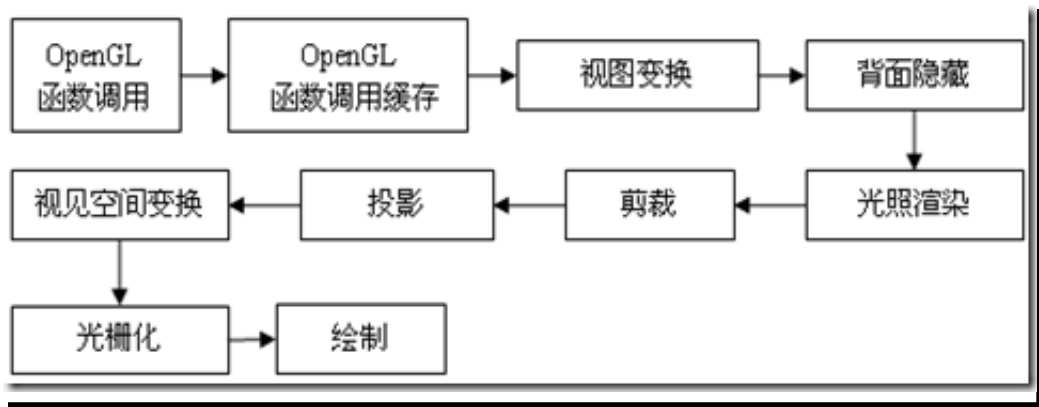 OpenGL
函数调用
OpenGL
函数调用缓存
视图变换
背面隐藏
光照渲染
剪裁
投影
视见空间变换
光栅化
绘制